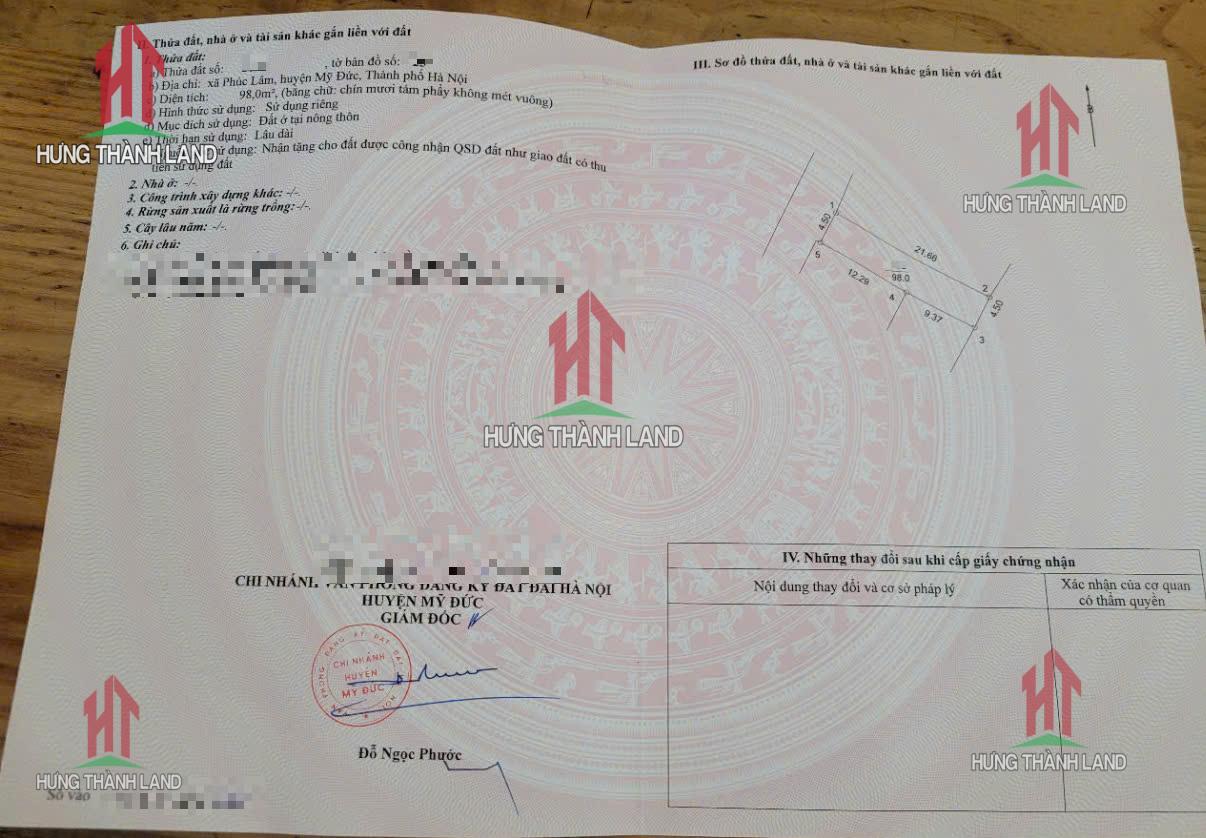 II. Thửa đất, nhà ở và tài sản khác gắn liền với đất
1. Thửa đất:
a) Thửa đất số: , tờ bản đồ số:
b) Địa chỉ: xã Phúc Lâm, huyện Mỹ Đức, Thành phố Hà Nội
Diện tích: 98,0m², (bằng chữ: chín mươi tám phẩy không mét vuông)
d) Hình thức sử dụng: Sử dụng riêng
đ) Mục đích sử dụng: Đất ở tại nông thôn
e) Thời hạn sử dụng: Lâu dài
sử dụng: Nhận tặng cho đất được công nhận QSD đất như giao đất có thu
tiền sử dụng đất
2. Nhà ở: -/-.
3. Công trình xây dựng khác: -/-.
4. Rừng sản xuất là rừng trồng: -/-.
5. Cây lâu năm: -/-.
6. Ghi chú:
CHI NHÁNH VĂN PHÒNG ĐĂNG KÝ ĐẤT ĐAI HÀ NỘI
HUYỆN MỸ ĐỨC
GIÁM ĐỐC
CHI NHÁNH
HUYỆN
MỸ ĐỨC
Đỗ Ngọc Phước
Số vào
III. Sơ đồ thửa đất, nhà ở và tài sản khác gắn liền với đất
B
1
4.50
5
21.66
12.29
98.0
4
9.37
2
4.50
3
IV. Những thay đổi sau khi cấp giấy chứng nhận
Nội dung thay đổi và cơ sở pháp lý
Xác nhận của cơ quan
có thẩm quyền
HƯNG THÀNH LAND
HƯNG THÀNH LAND
HƯNG THÀNH LAND
HƯNG THÀNH LAND
HƯNG THÀNH LAND